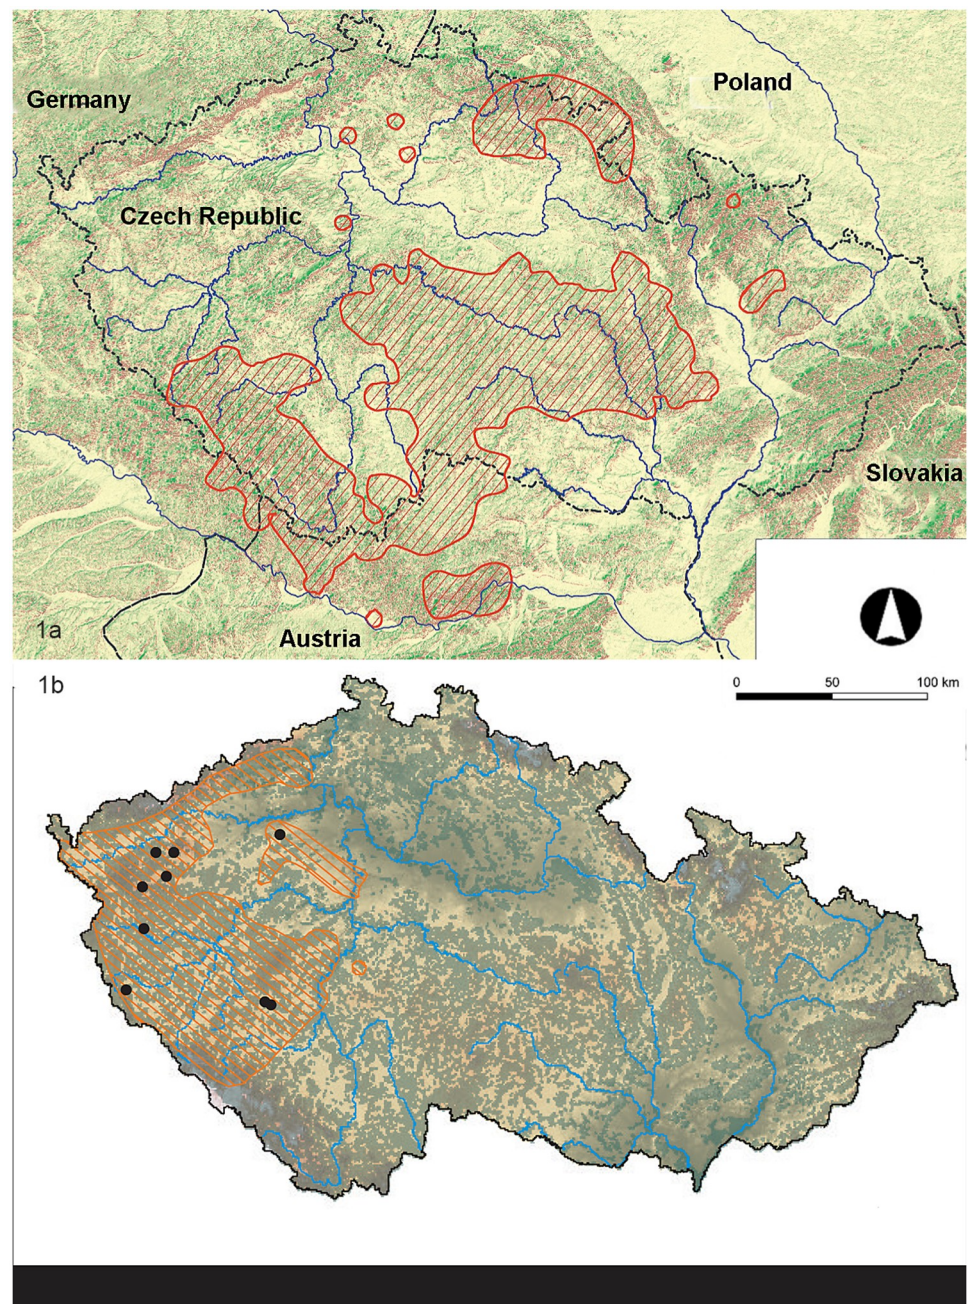 Poland
Germany
Czech Republic
Slovakia
1a
Austria
1b
0 50 100 km